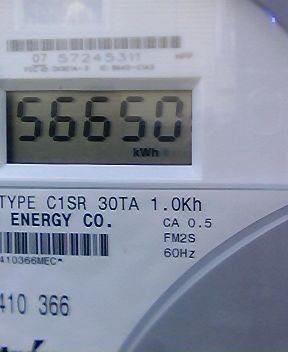 07 57245311
56650
kWh
TYPE C1SR 30TA 1.0Kh
ENERGY CO.
CA 0.5
FM2S
60Hz
410366MEC*
410 366